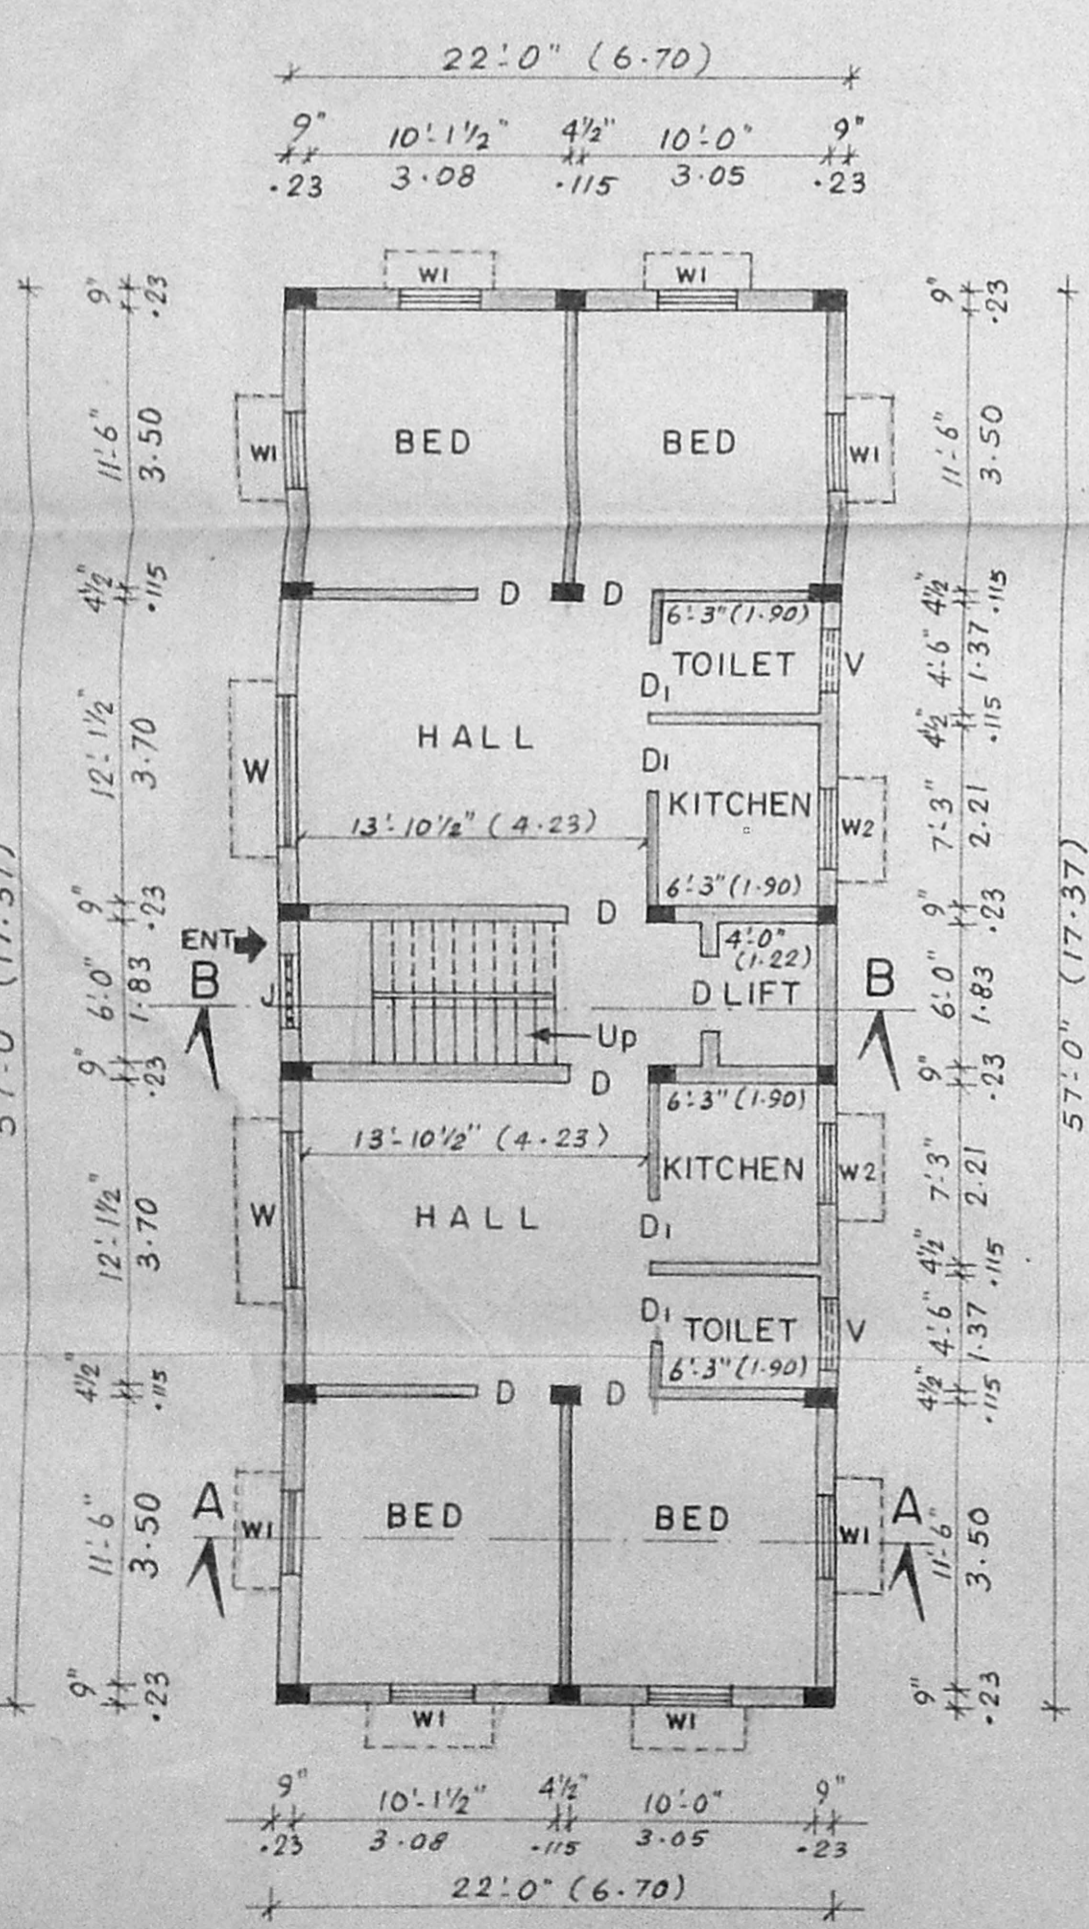 22'-0" (6.70)
9" 10'-1½" 4½" 10'-0" 9"
.23 3.08 .115 3.05 .23
W1 W1
9" .23
9" .23
11'-6" 3.50
W1 BED BED W1
11'-6" 3.50
4½" .115
D D
4½" .115
6'-3" (1.90)
TOILET V
4'-6" 1.37
D1
4½" .115
12'-1½" 3.70
W HALL
D1
KITCHEN W2
7'-3" 2.21
13'-10½" (4.23)
6'-3" (1.90)
9" .23
D
9" .23
57'-0" (17.37)
57'-0" (17.37)
ENT
4'-0"
(1.22)
6'-0" 1.83
B J D LIFT B
6'-0" 1.83
Up
9" .23
D
9" .23
6'-3" (1.90)
13'-10½" (4.23)
KITCHEN W2
7'-3" 2.21
12'-1½" 3.70
W HALL
D1
4½" .115
D1
TOILET V
4'-6" 1.37
6'-3" (1.90)
4½" .115
D D
4½" .115
A A
11'-6" 3.50
W1 BED BED W1
11'-6" 3.50
9" .23
9" .23
W1 W1
9" 10'-1½" 4½" 10'-0" 9"
.23 3.08 .115 3.05 .23
22'-0" (6.70)